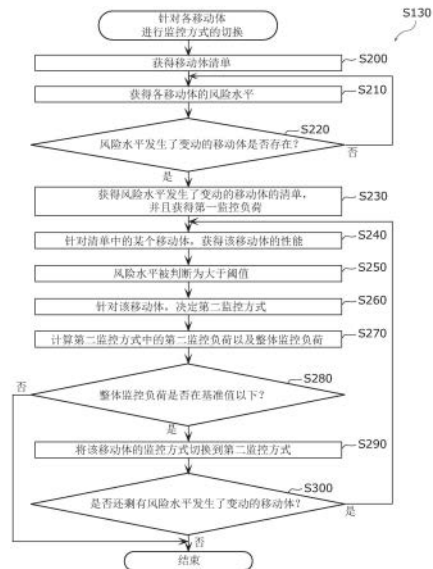 S130
针对各移动体
进行监控方式的切换
获得移动体清单
S200
获得各移动体的风险水平
S210
风险水平发生了变动的移动体是否存在?
S220
否
是
获得风险水平发生了变动的移动体的清单,
并且获得第一监控负荷
S230
针对清单中的某个移动体,获得该移动体的性能
S240
风险水平被判断为大于阈值
S250
针对该移动体,决定第二监控方式
S260
计算第二监控方式中的第二监控负荷以及整体监控负荷
S270
整体监控负荷是否在基准值以下?
S280
否
是
将该移动体的监控方式切换到第二监控方式
S290
是否还剩有风险水平发生了变动的移动体?
S300
是
否
结束